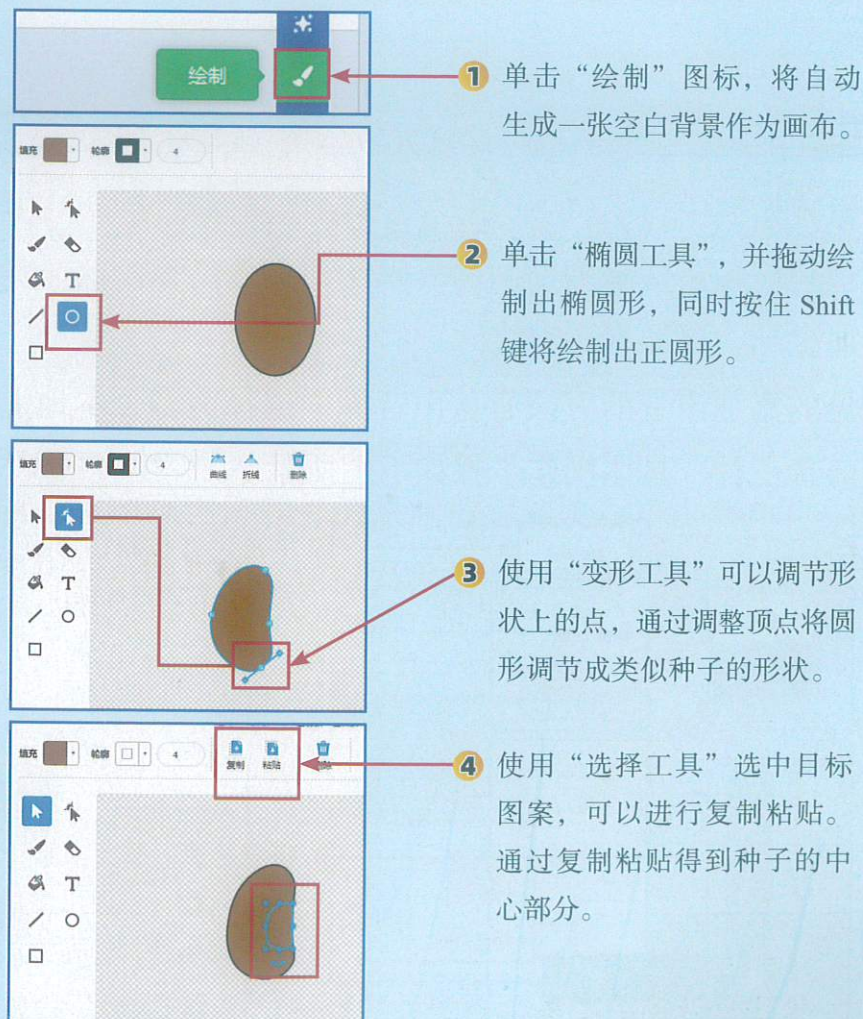 绘制
① 单击“绘制”图标，将自动
生成一张空白背景作为画布。
填充 轮廓 4
T
② 单击“椭圆工具”，并拖动绘
制出椭圆形，同时按住 Shift
键将绘制出正圆形。
填充 轮廓 4 曲线 折线 删除
T
③ 使用“变形工具”可以调节形
状上的点，通过调整顶点将圆
形调节成类似种子的形状。
填充 轮廓 4 复制 粘贴 删除
T
④ 使用“选择工具”选中目标
图案，可以进行复制粘贴。
通过复制粘贴得到种子的中
心部分。